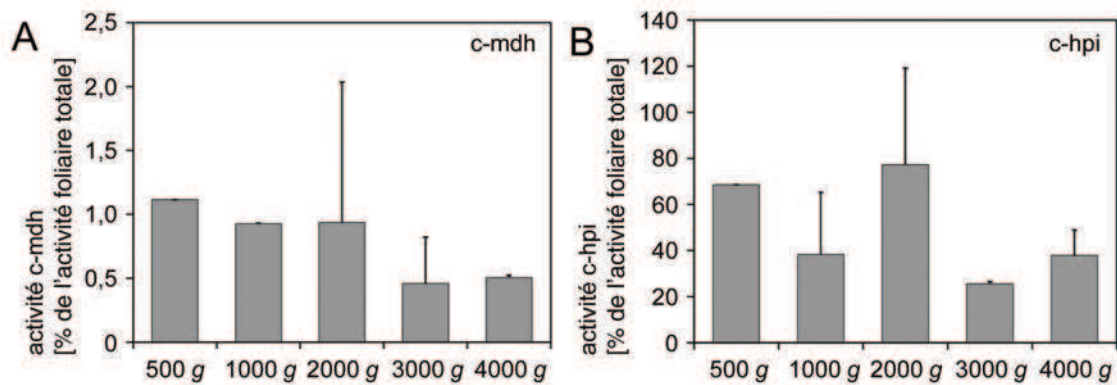 A
c-mdh
activité c-mdh
[% de l'activité foliaire totale]
2,5
2,0
1,5
1,0
0,5
0
500 g
1000 g
2000 g
3000 g
4000 g
B
c-hpi
activité c-hpi
[% de l'activité foliaire totale]
140
120
100
80
60
40
20
0
500 g
1000 g
2000 g
3000 g
4000 g